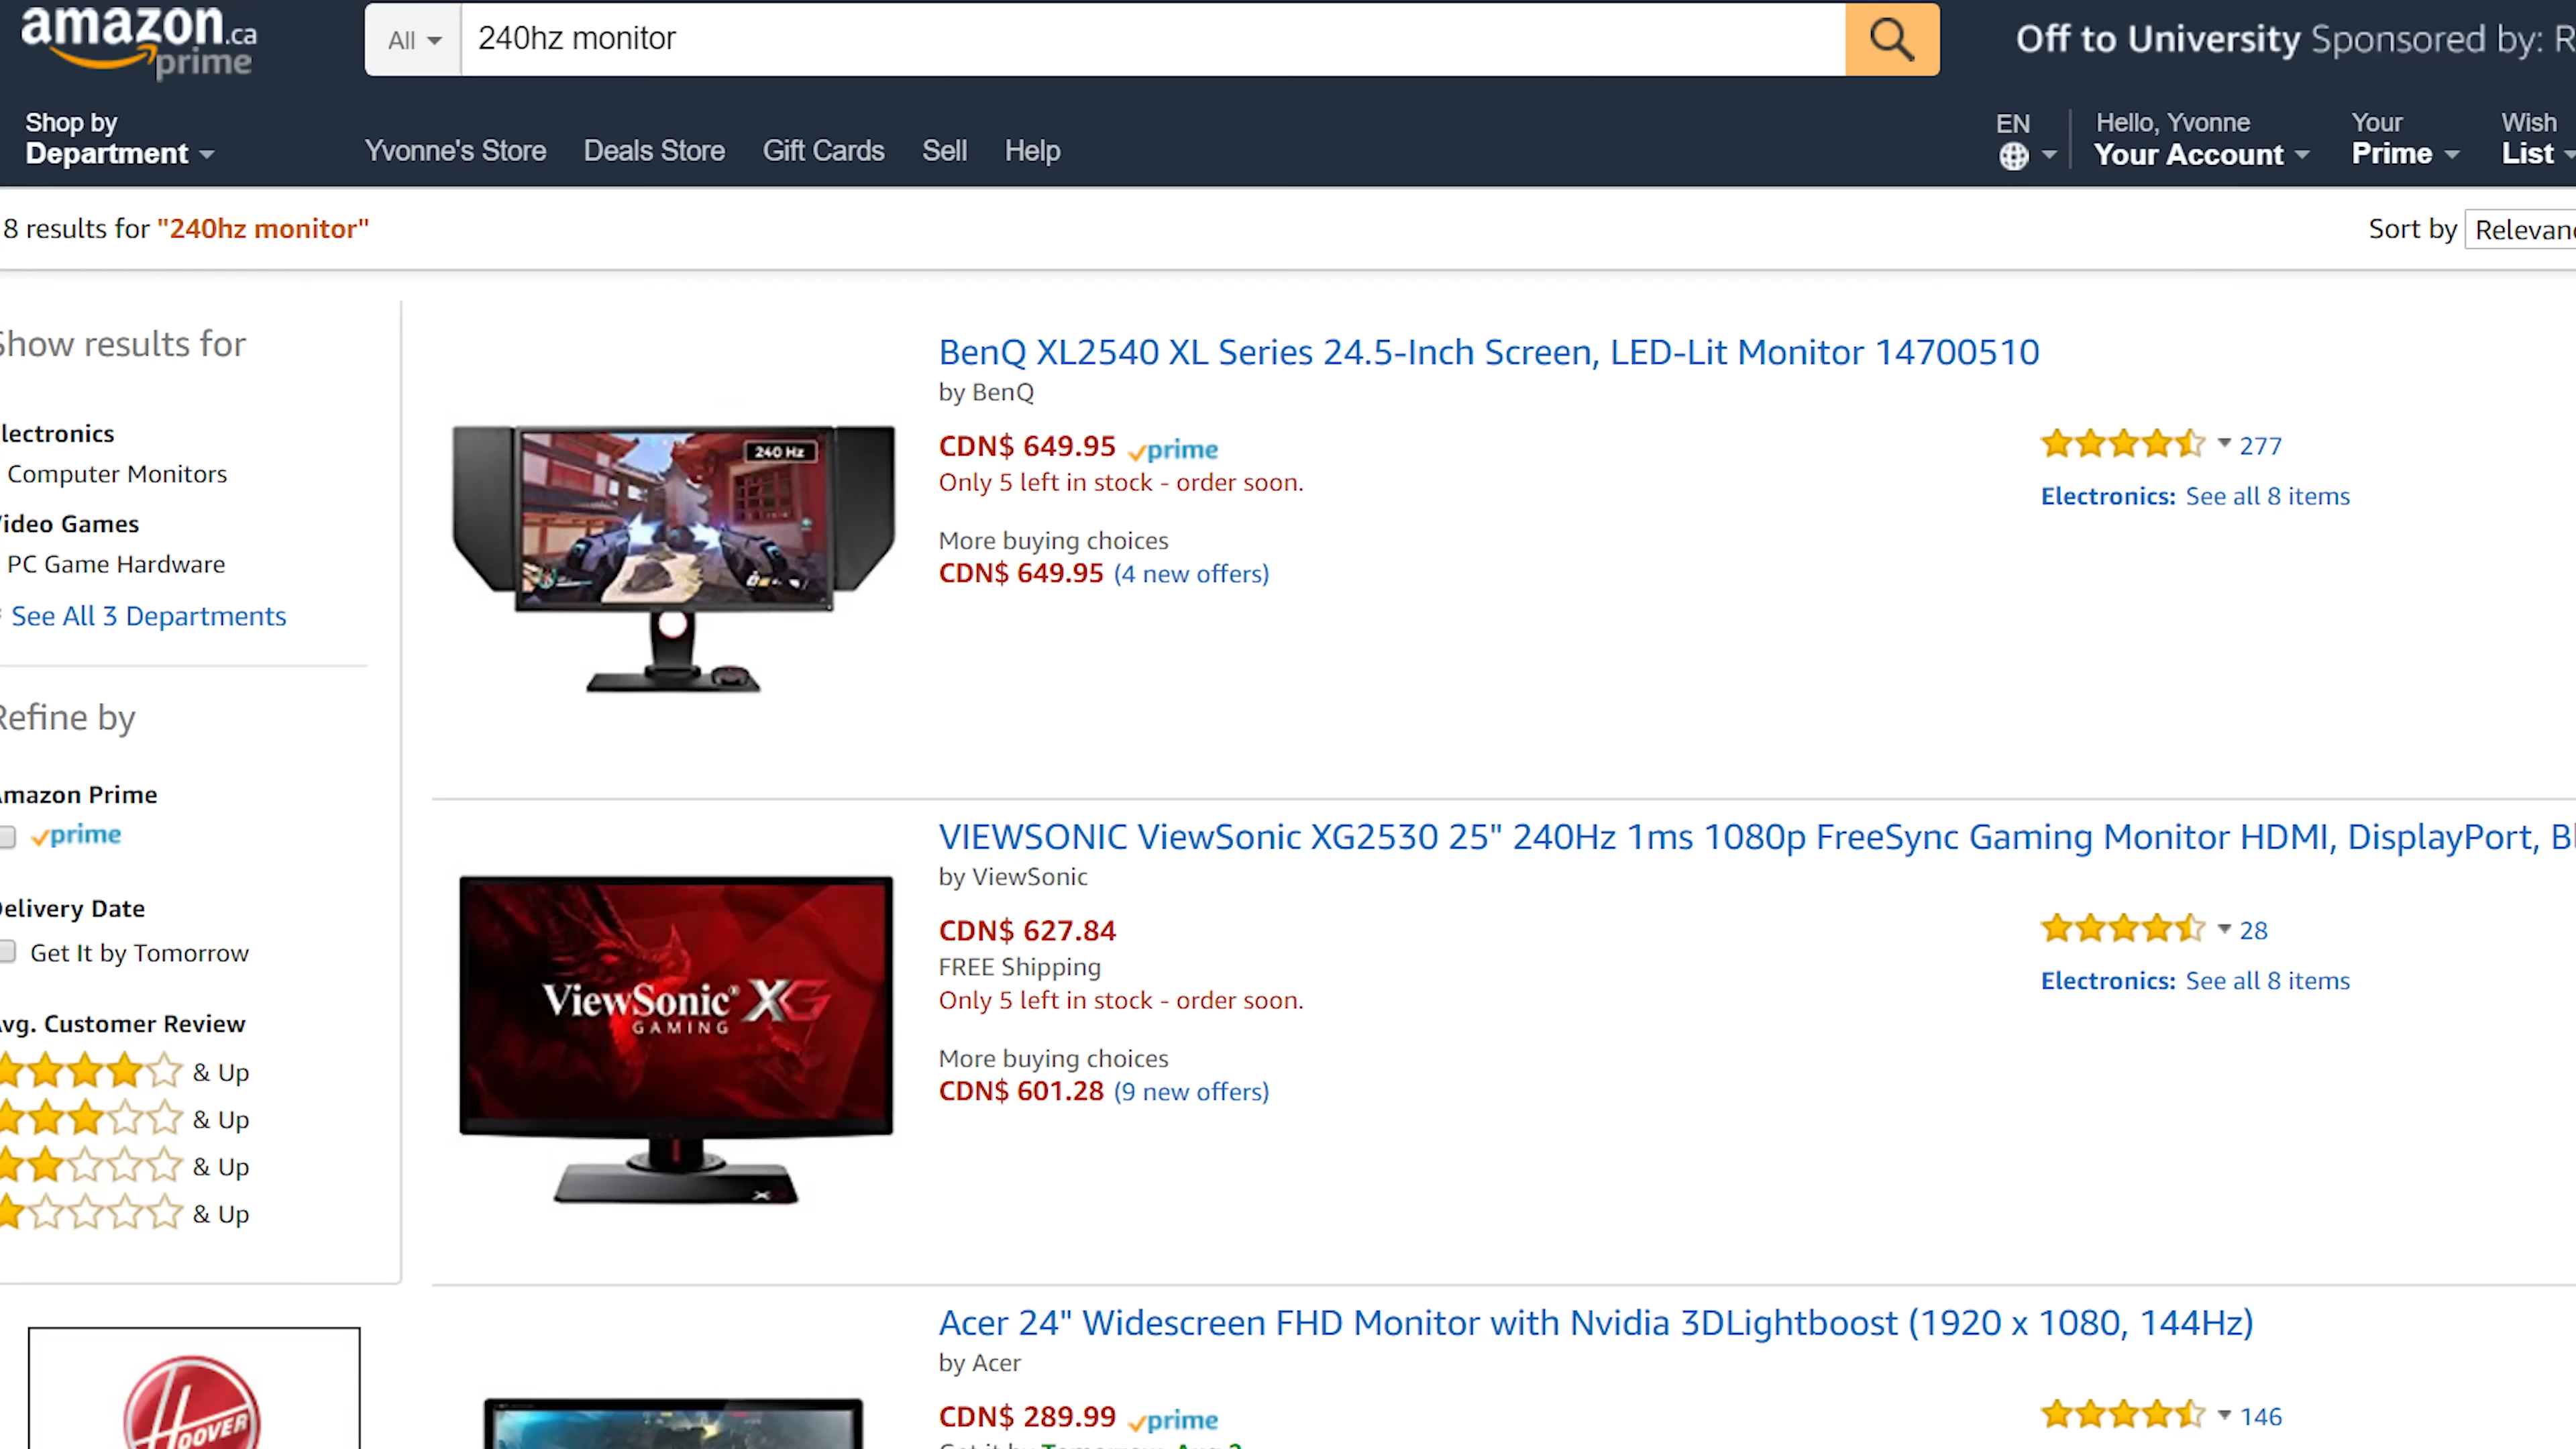 amazon.ca
prime
All
240hz monitor
Off to University Sponsored by: R
Shop by
Department
Yvonne's Store
Deals Store
Gift Cards
Sell
Help
EN
Hello, Yvonne
Your Account
Your
Prime
Wish
List
8 results for "240hz monitor"
Sort by
Relevan
Show results for
lectronics
Computer Monitors
ideo Games
PC Game Hardware
See All 3 Departments
Refine by
mazon Prime
prime
elivery Date
Get It by Tomorrow
vg. Customer Review
& Up
& Up
& Up
& Up
HOOVER
240 Hz
BenQ XL2540 XL Series 24.5-Inch Screen, LED-Lit Monitor 14700510
by BenQ
CDN$ 649.95 prime
Only 5 left in stock - order soon.
More buying choices
CDN$ 649.95 (4 new offers)
277
Electronics: See all 8 items
ViewSonic XG
GAMING
VIEWSONIC ViewSonic XG2530 25" 240Hz 1ms 1080p FreeSync Gaming Monitor HDMI, DisplayPort, Bl
by ViewSonic
CDN$ 627.84
FREE Shipping
Only 5 left in stock - order soon.
More buying choices
CDN$ 601.28 (9 new offers)
28
Electronics: See all 8 items
Acer 24" Widescreen FHD Monitor with Nvidia 3DLightboost (1920 x 1080, 144Hz)
by Acer
CDN$ 289.99 prime
146